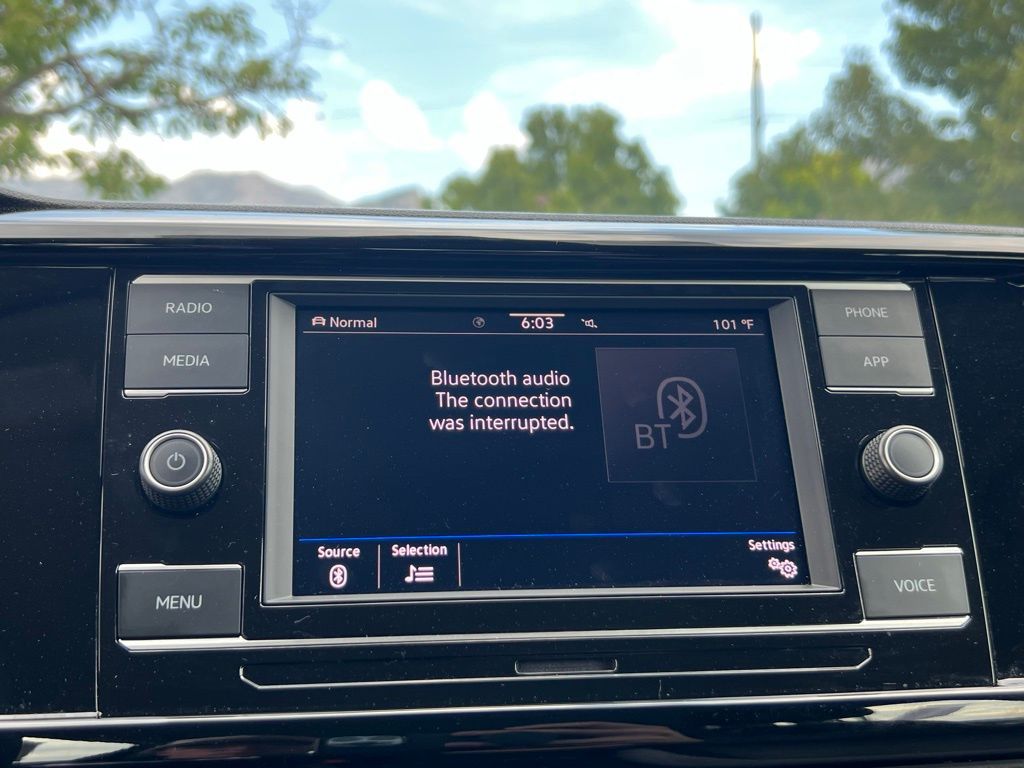 RADIO
MEDIA
MENU
Normal
6:03
101 °F
Bluetooth audio
The connection
was interrupted.
BT
Source
Selection
Settings
PHONE
APP
VOICE